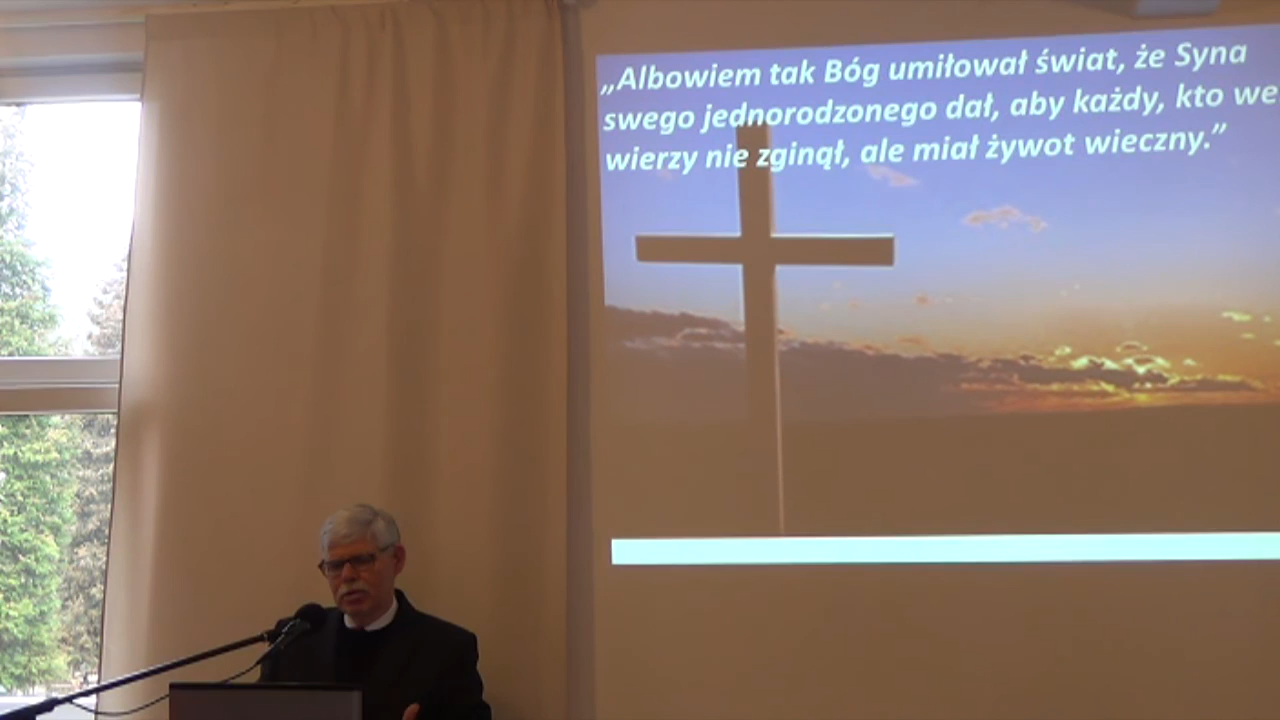 „Albowiem tak Bóg umiłował świat, że Syna
swego jednorodzonego dał, aby każdy, kto we
wierzy nie zginął, ale miał żywot wieczny.”